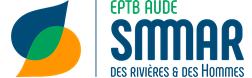 EPTB AUDE
SMMAR
DES RIVIÈRES & DES HOMMES